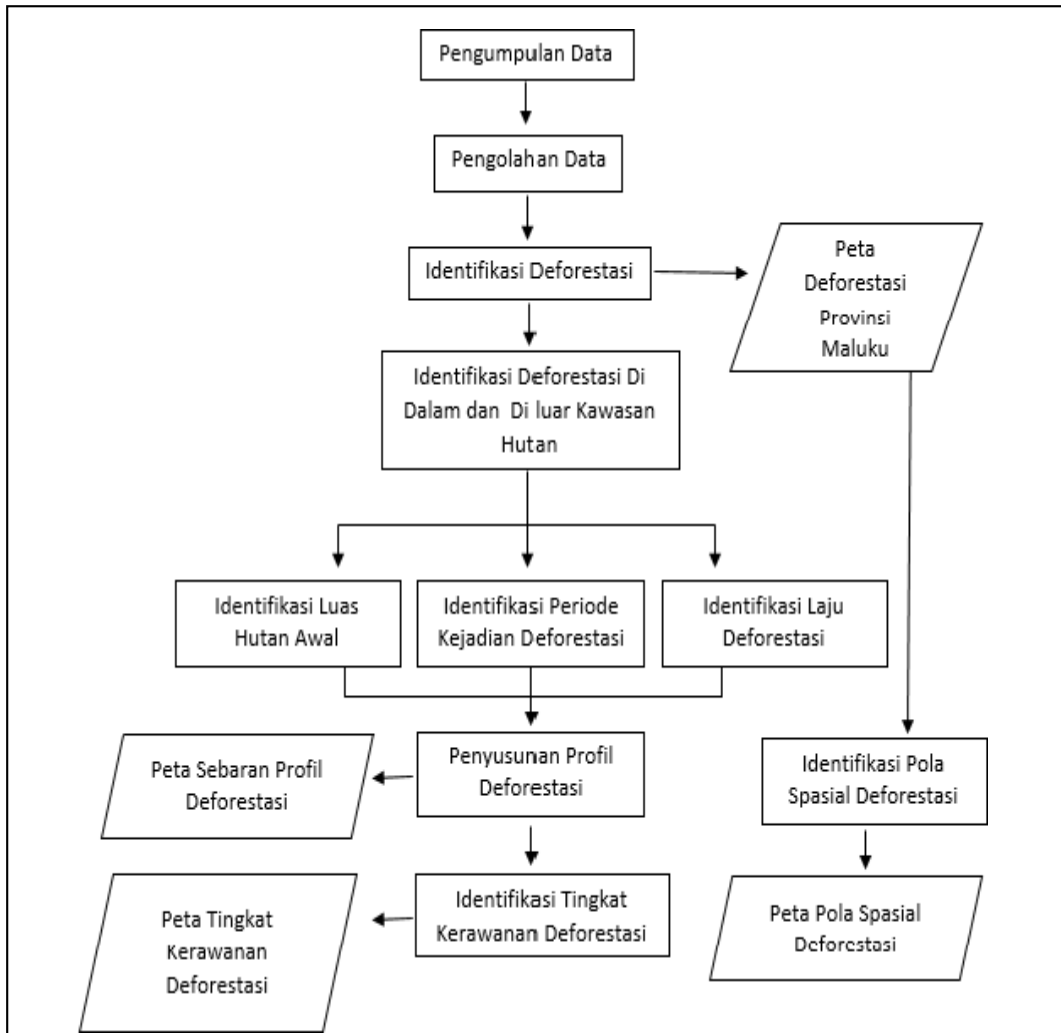 Pengumpulan Data
Pengolahan Data
Identifikasi Deforestasi
Peta
Deforestasi
Provinsi
Maluku
Identifikasi Deforestasi Di
Dalam dan Di luar Kawasan
Hutan
Identifikasi Luas
Hutan Awal
Identifikasi Periode
Kejadian Deforestasi
Identifikasi Laju
Deforestasi
Peta Sebaran Profil
Deforestasi
Penyusunan Profil
Deforestasi
Identifikasi Pola
Spasial Deforestasi
Peta Tingkat
Kerawanan
Deforestasi
Identifikasi Tingkat
Kerawanan Deforestasi
Peta Pola Spasial
Deforestasi